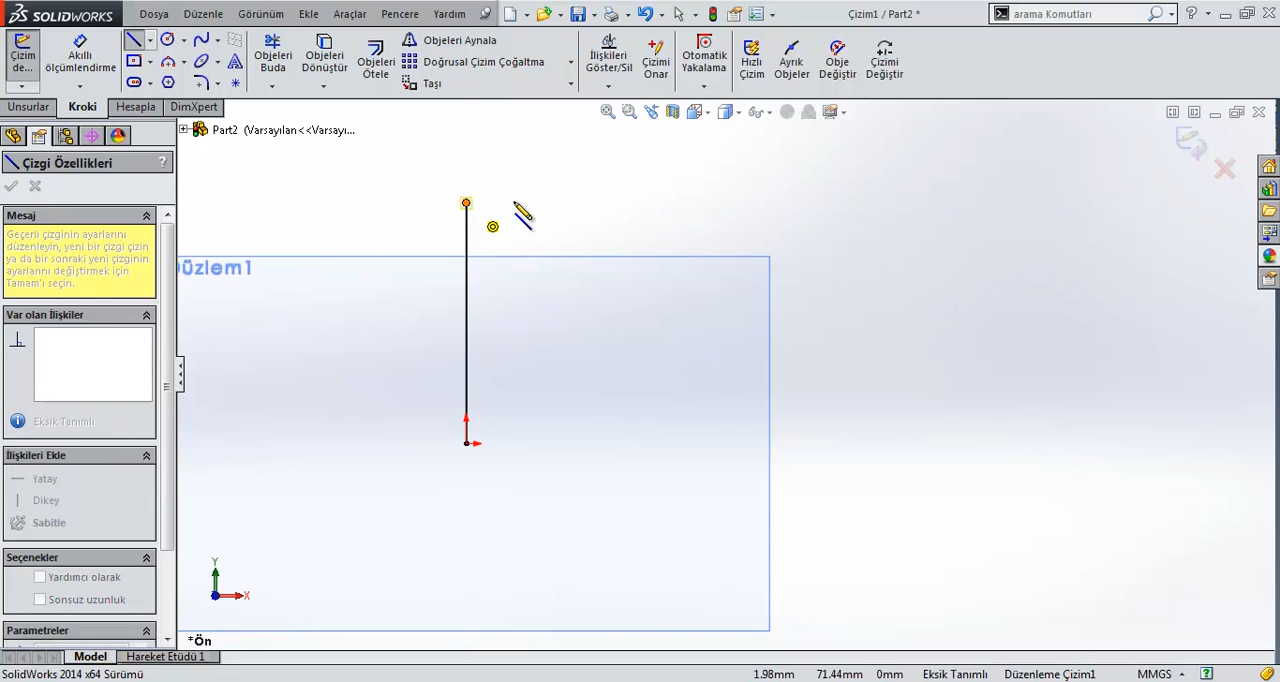 SOLIDWORKS
Dosya
Düzenle
Görünüm
Ekle
Araçlar
Pencere
Yardım
Çizim1 / Part2 *
arama Komutları
Çizim
de...
Akıllı
ölçümlendirme
Objeleri
Buda
Objeleri
Dönüştür
Objeleri
Ötele
Objeleri Aynala
Doğrusal Çizim Çoğaltma
Taşı
İlişkileri
Göster/Sil
Çizimi
Onar
Otomatik
Yakalama
Hızlı
Çizim
Ayrık
Objeler
Obje
Değiştir
Çizimi
Değiştir
Unsurlar
Kroki
Hesapla
DimXpert
Part2 (Varsayılan<<Varsayı...
Çizgi Özellikleri
?
Mesaj
Geçerli çizginin ayarlarını
düzenleyin, yeni bir çizgi çizin
ya da bir sonraki yeni çizginin
ayarlarını değiştirmek için
Tamam'ı seçin.
Var olan İlişkiler
Eksik Tanımlı
İlişkileri Ekle
Yatay
Dikey
Sabitle
Seçenekler
Yardımcı olarak
Sonsuz uzunluk
Parametreler
Düzlem1
Y
X
*Ön
Model
Hareket Etüdü 1
SolidWorks 2014 x64 Sürümü
1.98mm
71.44mm
0mm
Eksik Tanımlı
Düzenleme Çizim1
MMGS
?